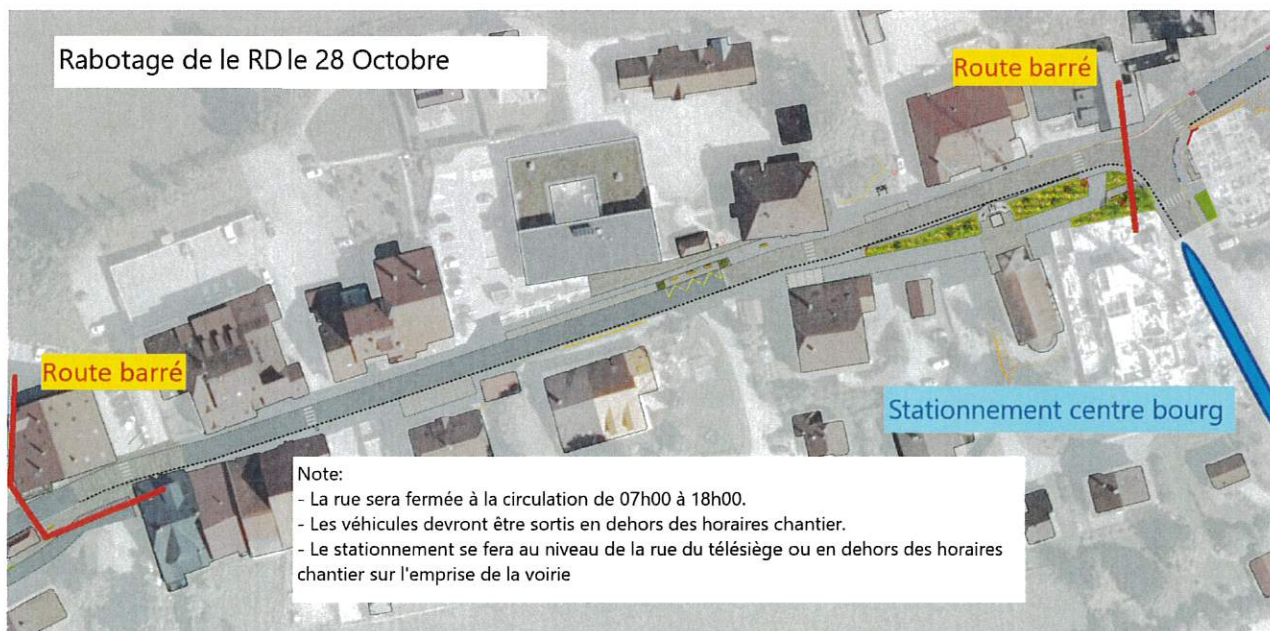 Rabotage de le RD le 28 Octobre
Route barré
Route barré
Stationnement centre bourg
Note:
- La rue sera fermée à la circulation de 07h00 à 18h00.
- Les véhicules devront être sortis en dehors des horaires chantier.
- Le stationnement se fera au niveau de la rue du télésiège ou en dehors des horaires
chantier sur l'emprise de la voirie